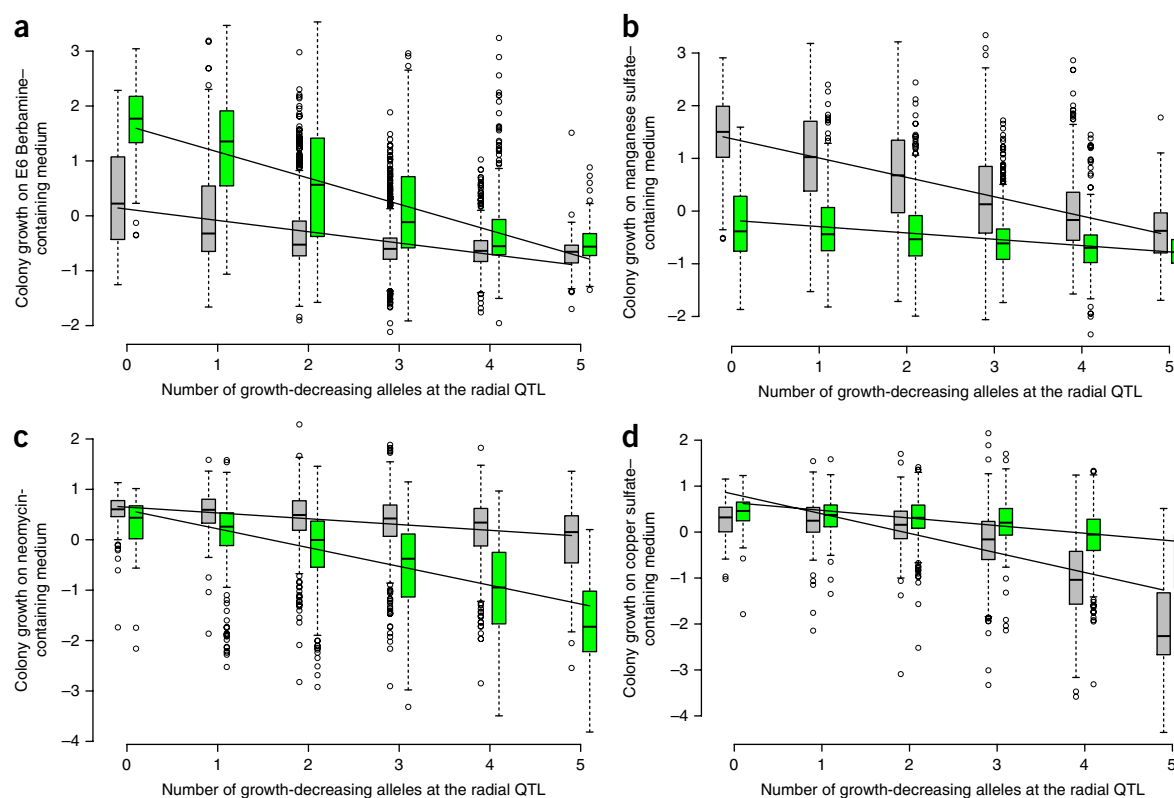 a
Colony growth on E6 Berbamine–
containing medium
3
2
1
0
–1
–2
0 1 2 3 4 5
Number of growth-decreasing alleles at the radial QTL
b
Colony growth on manganese sulfate–
containing medium
3
2
1
0
–1
–2
0 1 2 3 4 5
Number of growth-decreasing alleles at the radial QTL
c
Colony growth on neomycin-
containing medium
2
1
0
–1
–2
–3
–4
0 1 2 3 4 5
Number of growth-decreasing alleles at the radial QTL
d
Colony growth on copper sulfate–
containing medium
2
1
0
–1
–2
–3
–4
0 1 2 3 4 5
Number of growth-decreasing alleles at the radial QTL